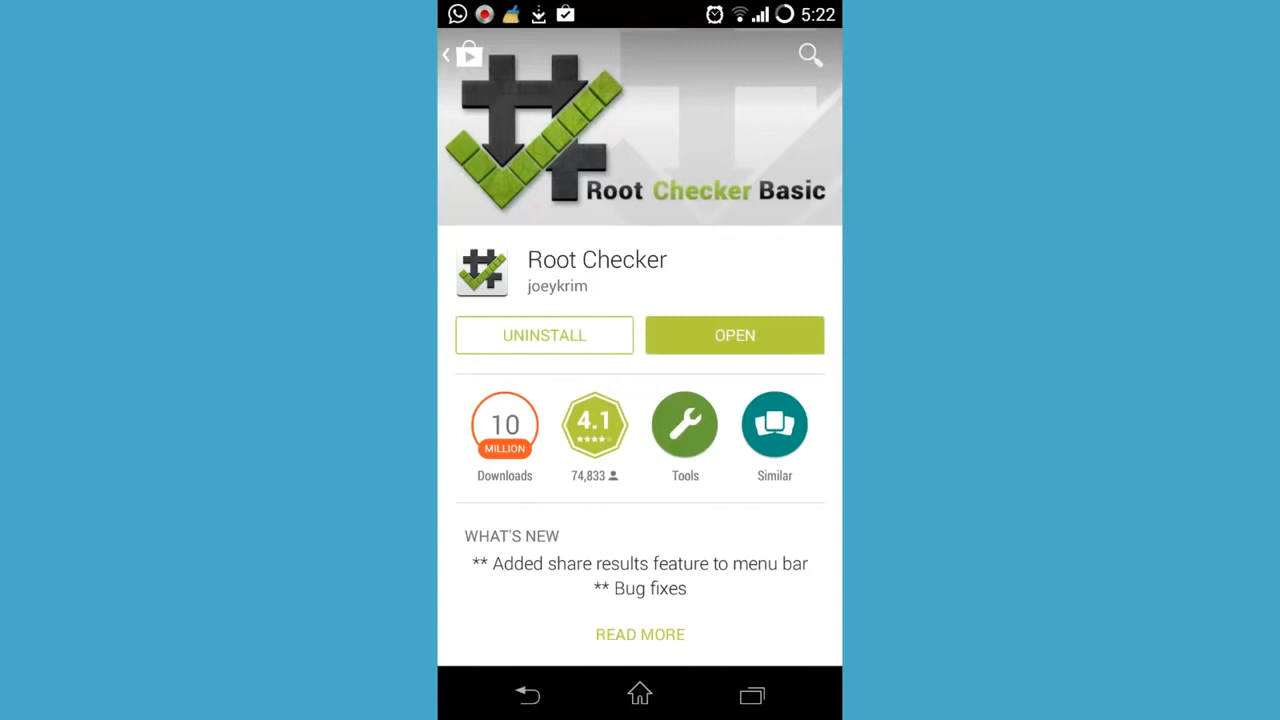 5:22
Root Checker Basic
Root Checker
joeykrim
UNINSTALL
OPEN
10
MILLION
Downloads
4.1
74,833
Tools
Similar
WHAT'S NEW
** Added share results feature to menu bar
** Bug fixes
READ MORE